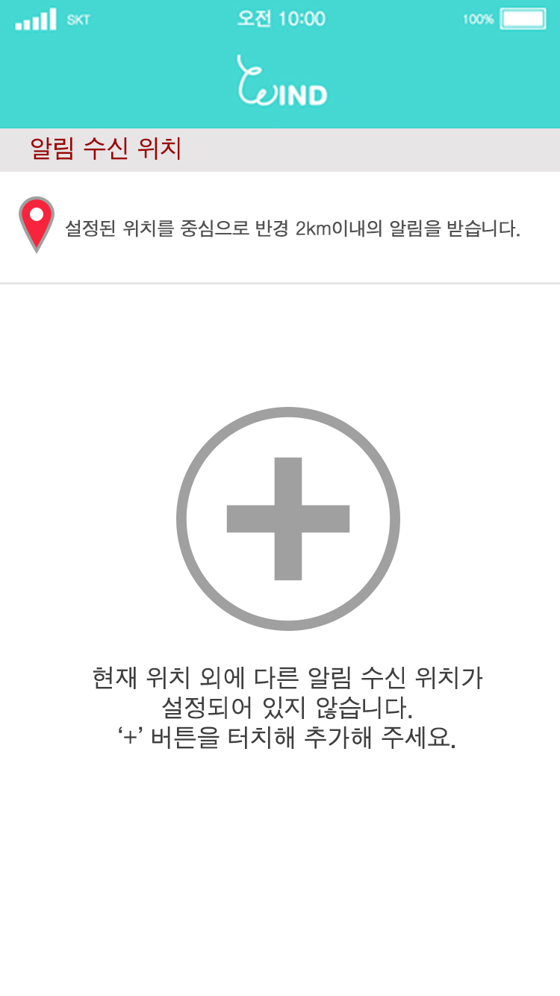 SKT 오전 10:00 100%
WIND
알림 수신 위치
설정된 위치를 중심으로 반경 2km이내의 알림을 받습니다.
현재 위치 외에 다른 알림 수신 위치가
설정되어 있지 않습니다.
‘+’ 버튼을 터치해 추가해 주세요.